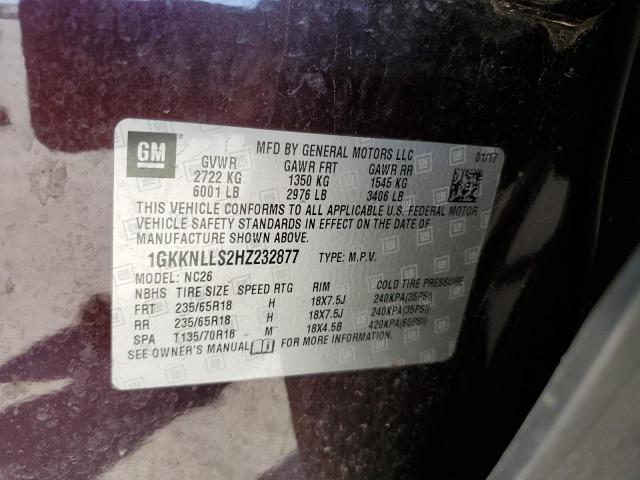 GM
MFD BY GENERAL MOTORS LLC 01/17
GVWR GAWR FRT GAWR RR
2722 KG 1350 KG 1545 KG
6001 LB 2976 LB 3406 LB
THIS VEHICLE CONFORMS TO ALL APPLICABLE U.S. FEDERAL MOTOR
VEHICLE SAFETY STANDARDS IN EFFECT ON THE DATE OF
MANUFACTURE SHOWN ABOVE.
1GKKNLLS2HZ232877 TYPE: M.P.V.
MODEL: NC26
NBHS TIRE SIZE SPEED RTG RIM COLD TIRE PRESSURE
FRT 235/65R18 H 18X7.5J 240KPA(35PSI)
RR 235/65R18 H 18X7.5J 240KPA(35PSI)
SPA T135/70R18 M 18X4.5B 420KPA(60PSI)
SEE OWNER'S MANUAL FOR MORE INFORMATION.